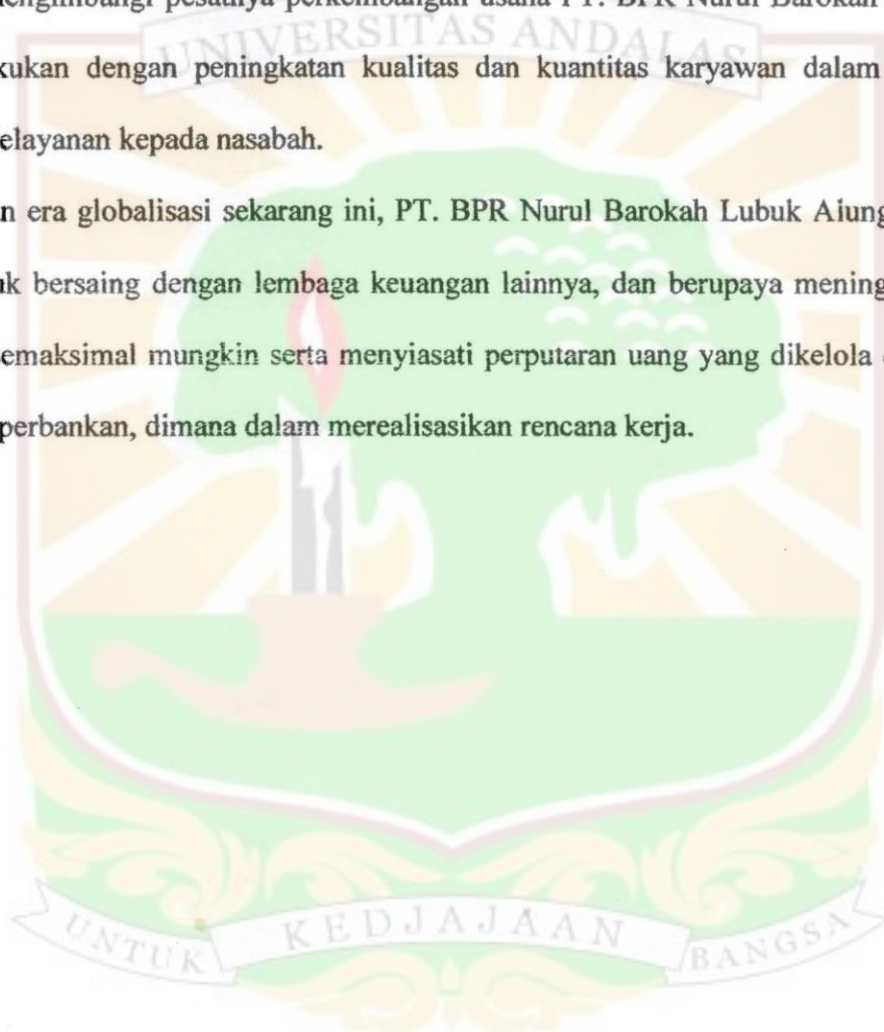 UNIVERSITAS ANDALAS
engimbangi pesatnya perkembangan usaha PT. BPR Nurul Barokah
kukan dengan peningkatan kualitas dan kuantitas karyawan dalam
elayanan kepada nasabah.
n era globalisasi sekarang ini, PT. BPR Nurul Barokah Lubuk Alung
uk bersaing dengan lembaga keuangan lainnya, dan berupaya mening
emaksimal mungkin serta menyiasati perputaran uang yang dikelola
perbankan, dimana dalam merealisasikan rencana kerja.
UNTUK KEDJAJAAN BANGSA